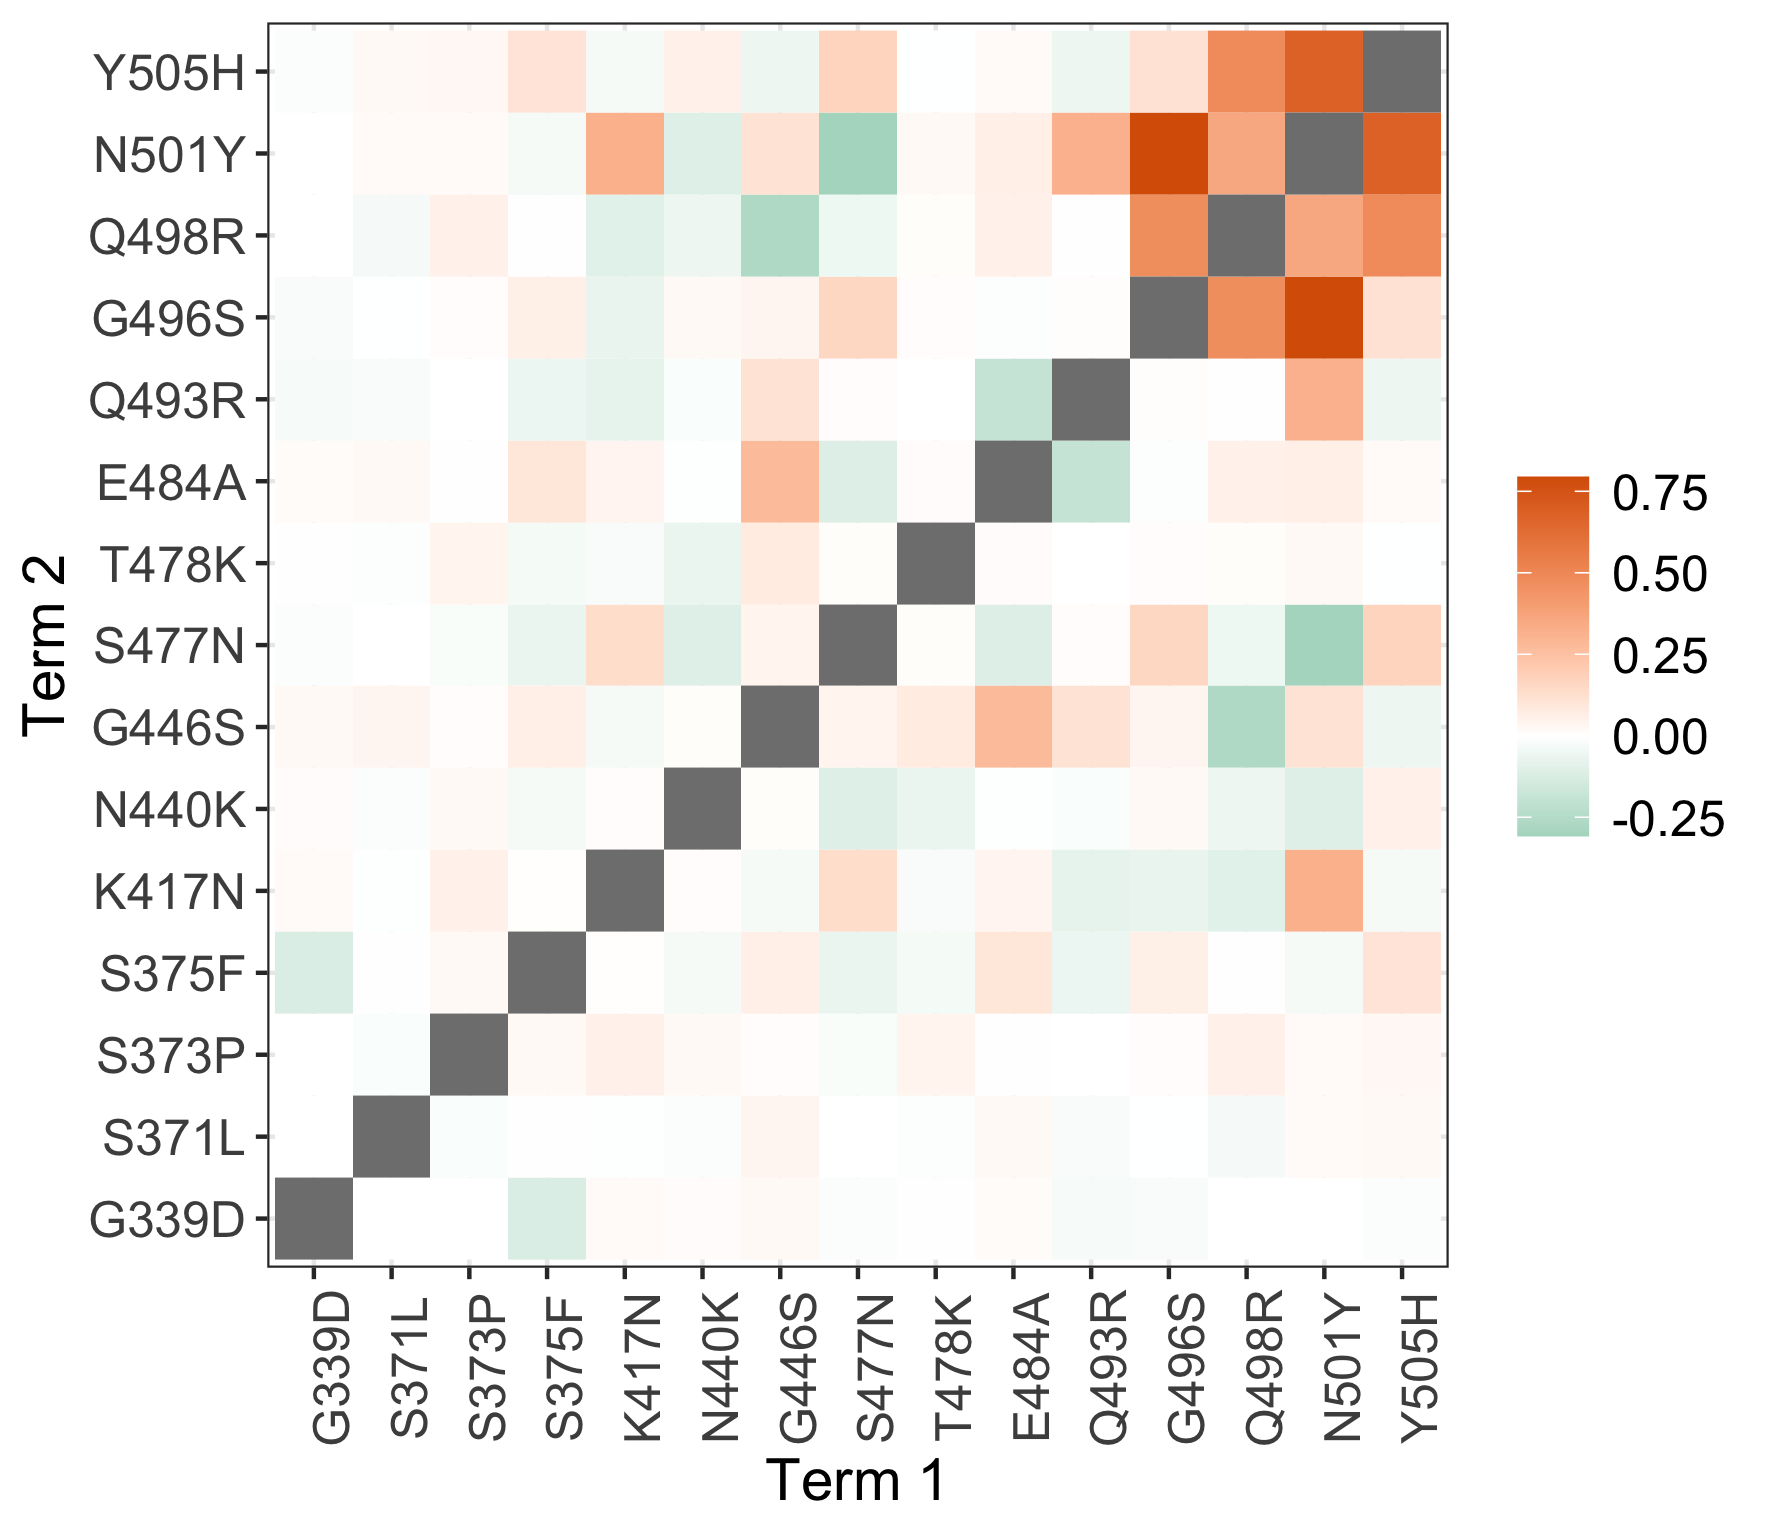 Y505H
N501Y
Q498R
G496S
Q493R
E484A
T478K
S477N
G446S
N440K
K417N
S375F
S373P
S371L
G339D
Term 2
G339D
S371L
S373P
S375F
K417N
N440K
G446S
S477N
T478K
E484A
Q493R
G496S
Q498R
N501Y
Y505H
Term 1
0.75
0.50
0.25
0.00
-0.25